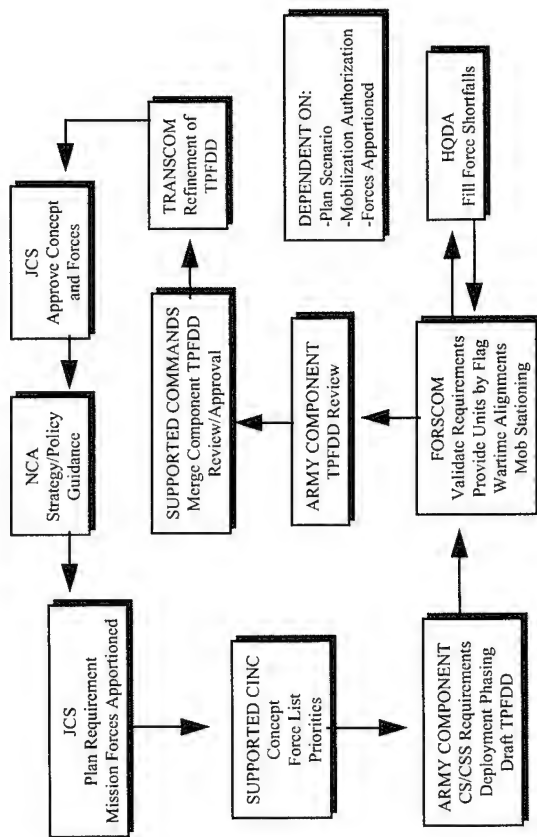 JCS
Plan Requirement
Mission Forces Apportioned
NCA
Strategy/Policy
Guidance
JCS
Approve Concept
and Forces
TRANSCOM
Refinement of
TPFDD
SUPPORTED CINC
Concept
Force List
Priorities
SUPPORTED COMMANDS
Merge Component TPFDD
Review/Approval
DEPENDENT ON:
-Plan Scenario
-Mobilization Authorization
-Forces Apportioned
ARMY COMPONENT
TPFDD Review
ARMY COMPONENT
CS/CSS Requirements
Deployment Phasing
Draft TPFDD
FORSCOM
Validate Requirements
Provide Units by Flag
Wartime Alignments
Mob Stationing
HQDA
Fill Force Shortfalls